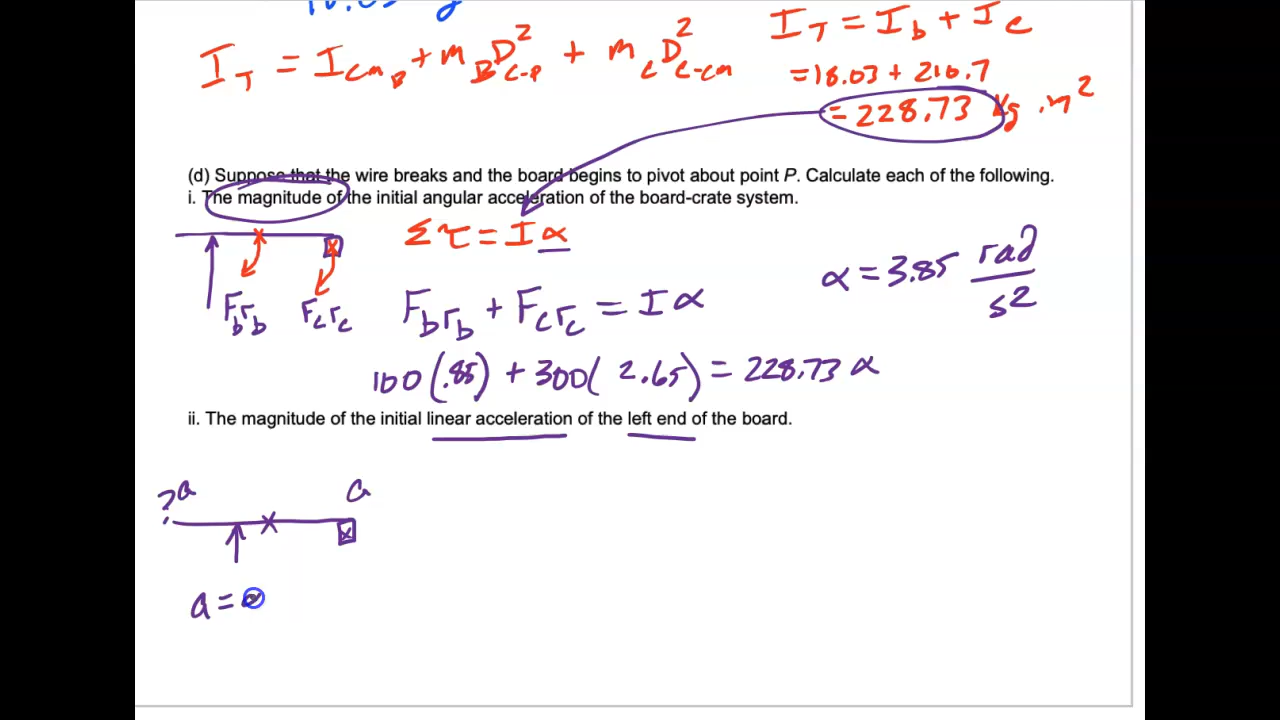 I_T = I_cm_B + m_B D²_C-P + m_C D²_C-cm
I_T = I_b + I_C
= 18.03 + 210.7
= 228.73 kg·m²
(d) Suppose that the wire breaks and the board begins to pivot about point P. Calculate each of the following.
i. The magnitude of the initial angular acceleration of the board-crate system.
Στ = Iα
α = 3.85 rad/s²
F_b r_b F_c r_c
F_b r_b + F_c r_c = Iα
100(.85) + 300(2.65) = 228.73 α
ii. The magnitude of the initial linear acceleration of the left end of the board.
?a a
a =